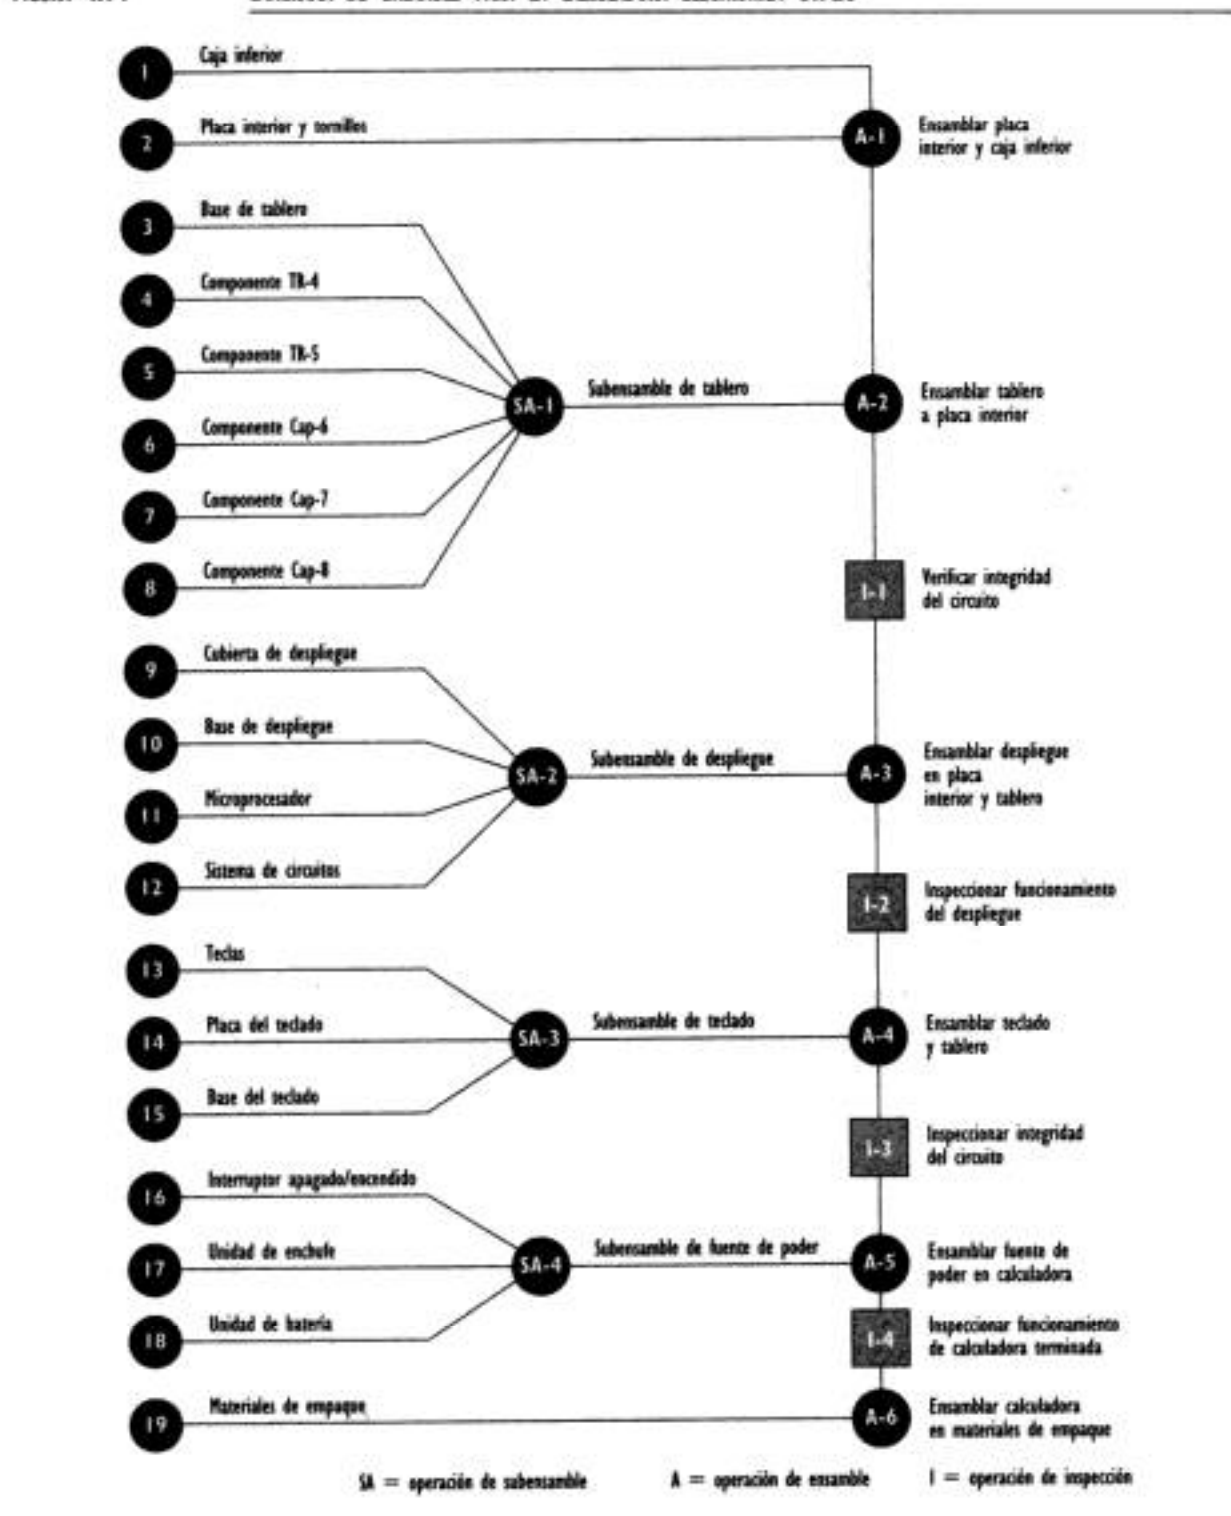 1 Caja inferior
2 Placa interior y tornillos
A-1 Ensamblar placa
interior y caja inferior
3 Base de tablero
4 Componente TR-4
5 Componente TR-5
6 Componente Cap-6
7 Componente Cap-7
8 Componente Cap-8
SA-1 Subensamble de tablero
A-2 Ensamblar tablero
a placa interior
I-1 Verificar integridad
del circuito
9 Cubierta de despliegue
10 Base de despliegue
11 Microprocesador
12 Sistema de circuitos
SA-2 Subensamble de despliegue
A-3 Ensamblar despliegue
en placa
interior y tablero
I-2 Inspeccionar funcionamiento
del despliegue
13 Teclas
14 Placa del teclado
15 Base del teclado
SA-3 Subensamble de teclado
A-4 Ensamblar teclado
y tablero
I-3 Inspeccionar integridad
del circuito
16 Interruptor apagado/encendido
17 Unidad de enchufe
18 Unidad de batería
SA-4 Subensamble de fuente de poder
A-5 Ensamblar fuente de
poder en calculadora
I-4 Inspeccionar funcionamiento
de calculadora terminada
19 Materiales de empaque
A-6 Ensamblar calculadora
en materiales de empaque
SA = operación de subensamble A = operación de ensamble I = operación de inspección